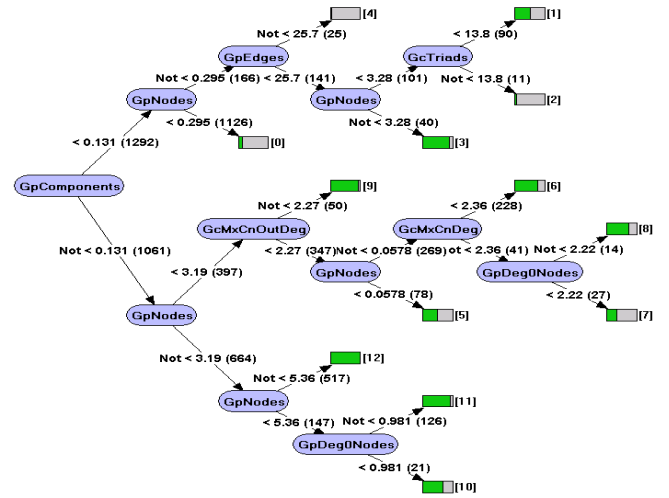 [4]
Not < 25.7 (25)
< 13.8 (90)
[1]
GpEdges
GcTriads
Not < 0.295 (166)
< 25.7 (141)
< 3.28 (101)
Not < 13.8 (11)
[2]
GpNodes
GpNodes
< 0.295 (1126)
Not < 3.28 (40)
< 0.131 (1292)
[0]
[3]
GpComponents
[9]
[6]
Not < 2.27 (50)
< 2.36 (228)
GcMxCnOutDeg
GcMxCnDeg
[8]
Not < 0.131 (1061)
< 2.27 (347)
Not < 0.0578 (269)
ot < 2.36 (41)
Not < 2.22 (14)
< 3.19 (397)
GpNodes
GpDeg0Nodes
< 0.0578 (78)
< 2.22 (27)
GpNodes
[5]
[7]
Not < 3.19 (664)
[12]
Not < 5.36 (517)
GpNodes
[11]
< 5.36 (147)
Not < 0.981 (126)
GpDeg0Nodes
< 0.981 (21)
[10]